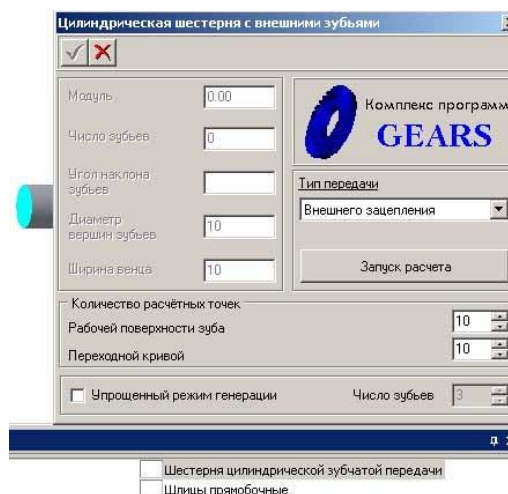 Цилиндрическая шестерня с внешними зубьями
Модуль 0.00
Число зубьев 0
Угол наклона
зубьев
Диаметр
вершин зубьев 10
Ширина венца 10
Комплекс программ
GEARS
Тип передачи
Внешнего зацепления
Запуск расчета
Количество расчётных точек
Рабочей поверхности зуба 10
Переходной кривой 10
Упрощенный режим генерации Число зубьев 3
Шестерня цилиндрической зубчатой передачи
Шлицы прямобочные